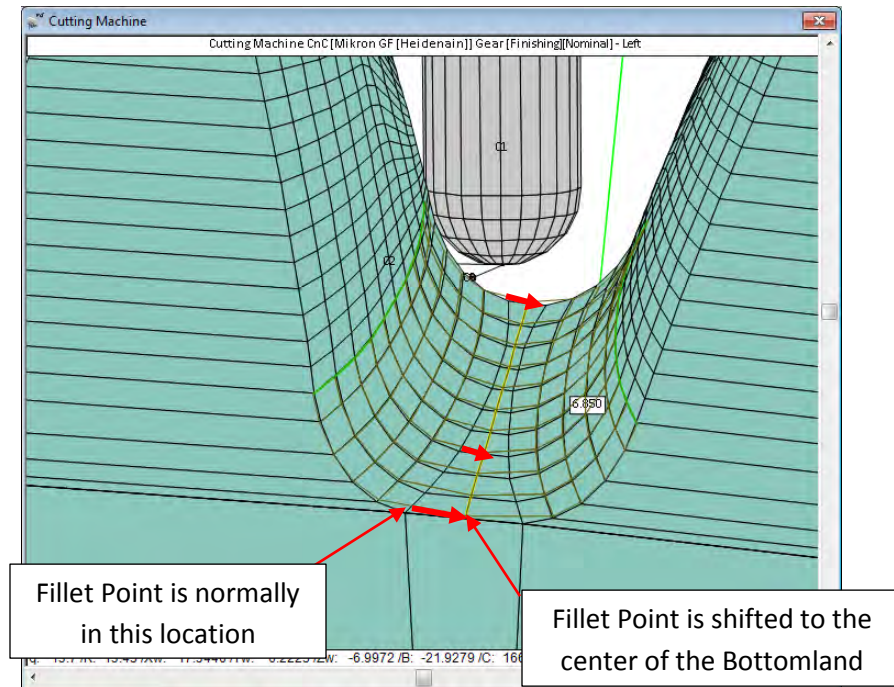 Cutting Machine
Cutting Machine CnC [Mikron GF [Heidenain]] Gear [Finishing][Nominal] - Left
C1
C2
6.850
Fillet Point is normally
in this location
Fillet Point is shifted to the
center of the Bottomland
-6.9972 /B: -21.9279 /C: